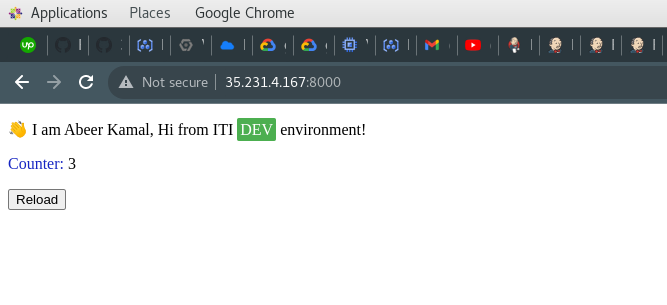 Applications Places Google Chrome
up
Not secure 35.231.4.167:8000
👋 I am Abeer Kamal, Hi from ITI DEV environment!
Counter: 3
Reload